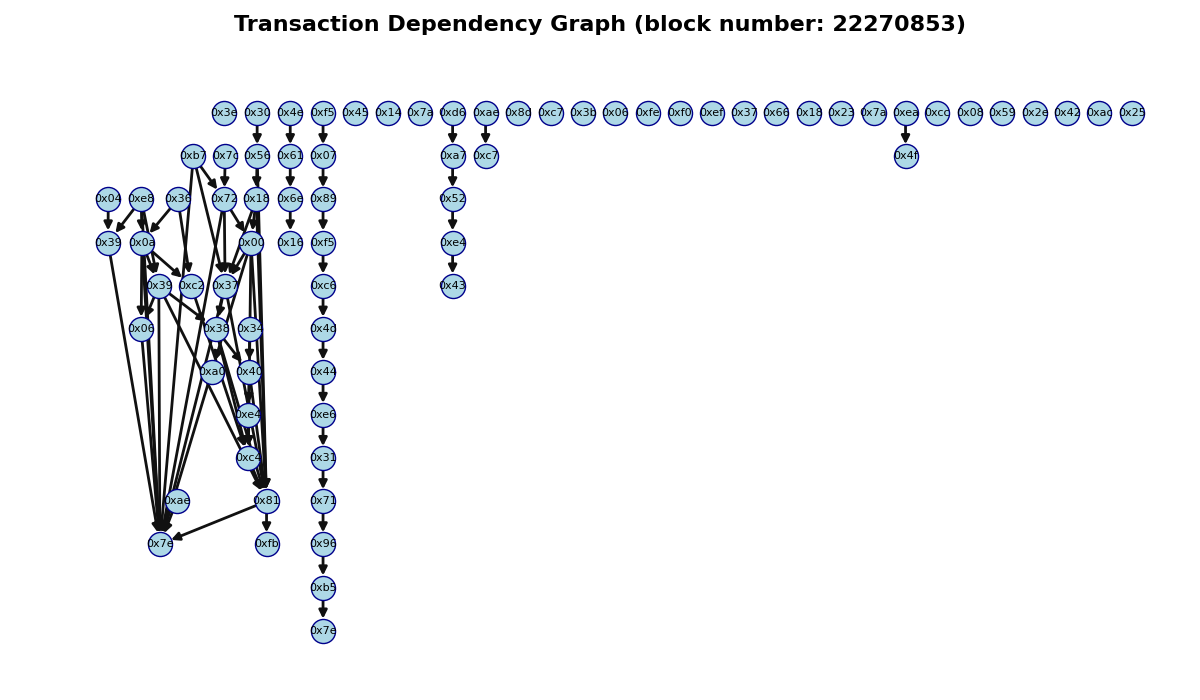 Transaction Dependency Graph (block number: 22270853)
0x3e 0x30 0x4e 0xf5 0x45 0x14 0x7a 0xd6 0xae 0x8d 0xc7 0x3b 0x06 0xfe 0xf0 0xef 0x37 0x66 0x18 0x23 0x7a 0xea 0xcc 0x08 0x59 0x2e 0x42 0xac 0x25
0xb7 0x7c 0x56 0x61 0x07 0xa7 0xc7 0x4f
0x04 0xe8 0x36 0x72 0x18 0x6e 0x89 0x52
0x39 0x0a 0x00 0x16 0xf5 0xe4
0x39 0xc2 0x37 0xc6 0x43
0x06 0x38 0x34 0x4d
0xa0 0x40 0x44
0xe4 0xe6
0xc4 0x31
0xae 0x81 0x71
0x7e 0xfb 0x96
0xb5
0x7e